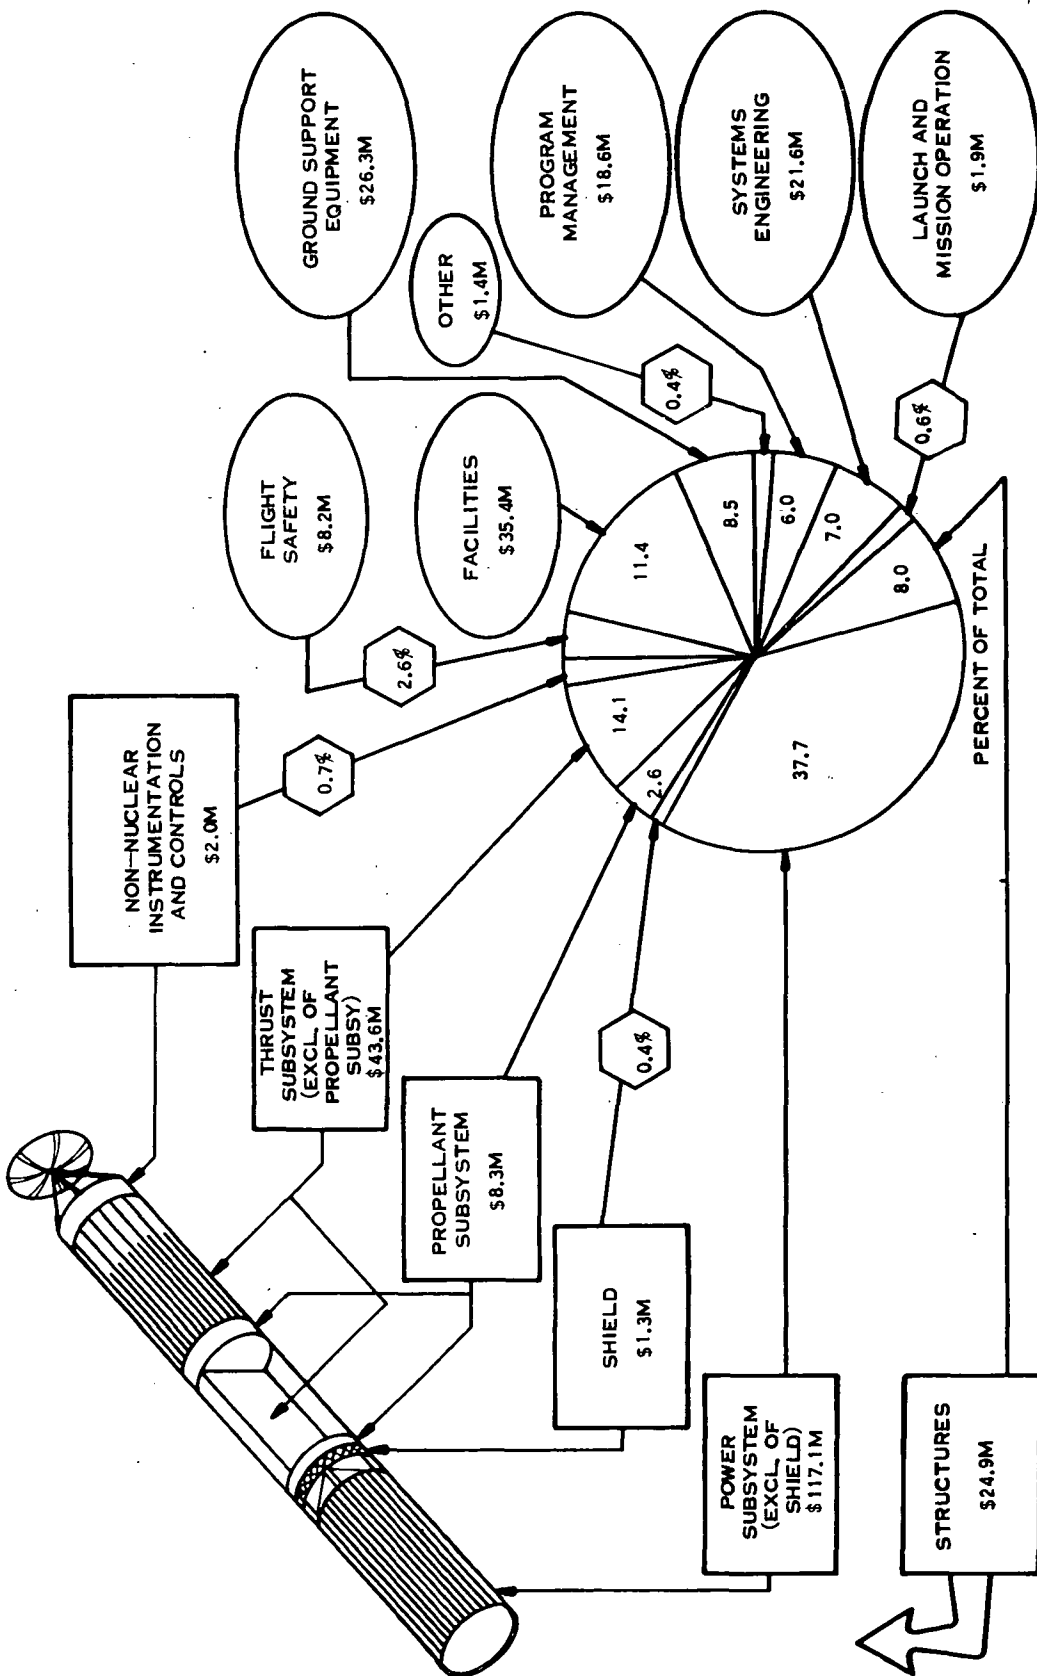 NON-NUCLEAR
INSTRUMENTATION
AND CONTROLS
$2.0M
THRUST
SUBSYSTEM
(EXCL. OF
PROPELLANT
SUBSY)
$43.6M
PROPELLANT
SUBSYSTEM
$8.3M
SHIELD
$1.3M
POWER
SUBSYSTEM
(EXCL. OF
SHIELD)
$117.1M
STRUCTURES
$24.9M
FLIGHT
SAFETY
$8.2M
FACILITIES
$35.4M
GROUND SUPPORT
EQUIPMENT
$26.3M
OTHER
$1.4M
PROGRAM
MANAGEMENT
$18.6M
SYSTEMS
ENGINEERING
$21.6M
LAUNCH AND
MISSION OPERATION
$1.9M
0.7%
2.6%
0.4%
0.4%
0.6%
14.1
11.4
8.5
6.0
7.0
8.0
37.7
2.6
PERCENT OF TOTAL